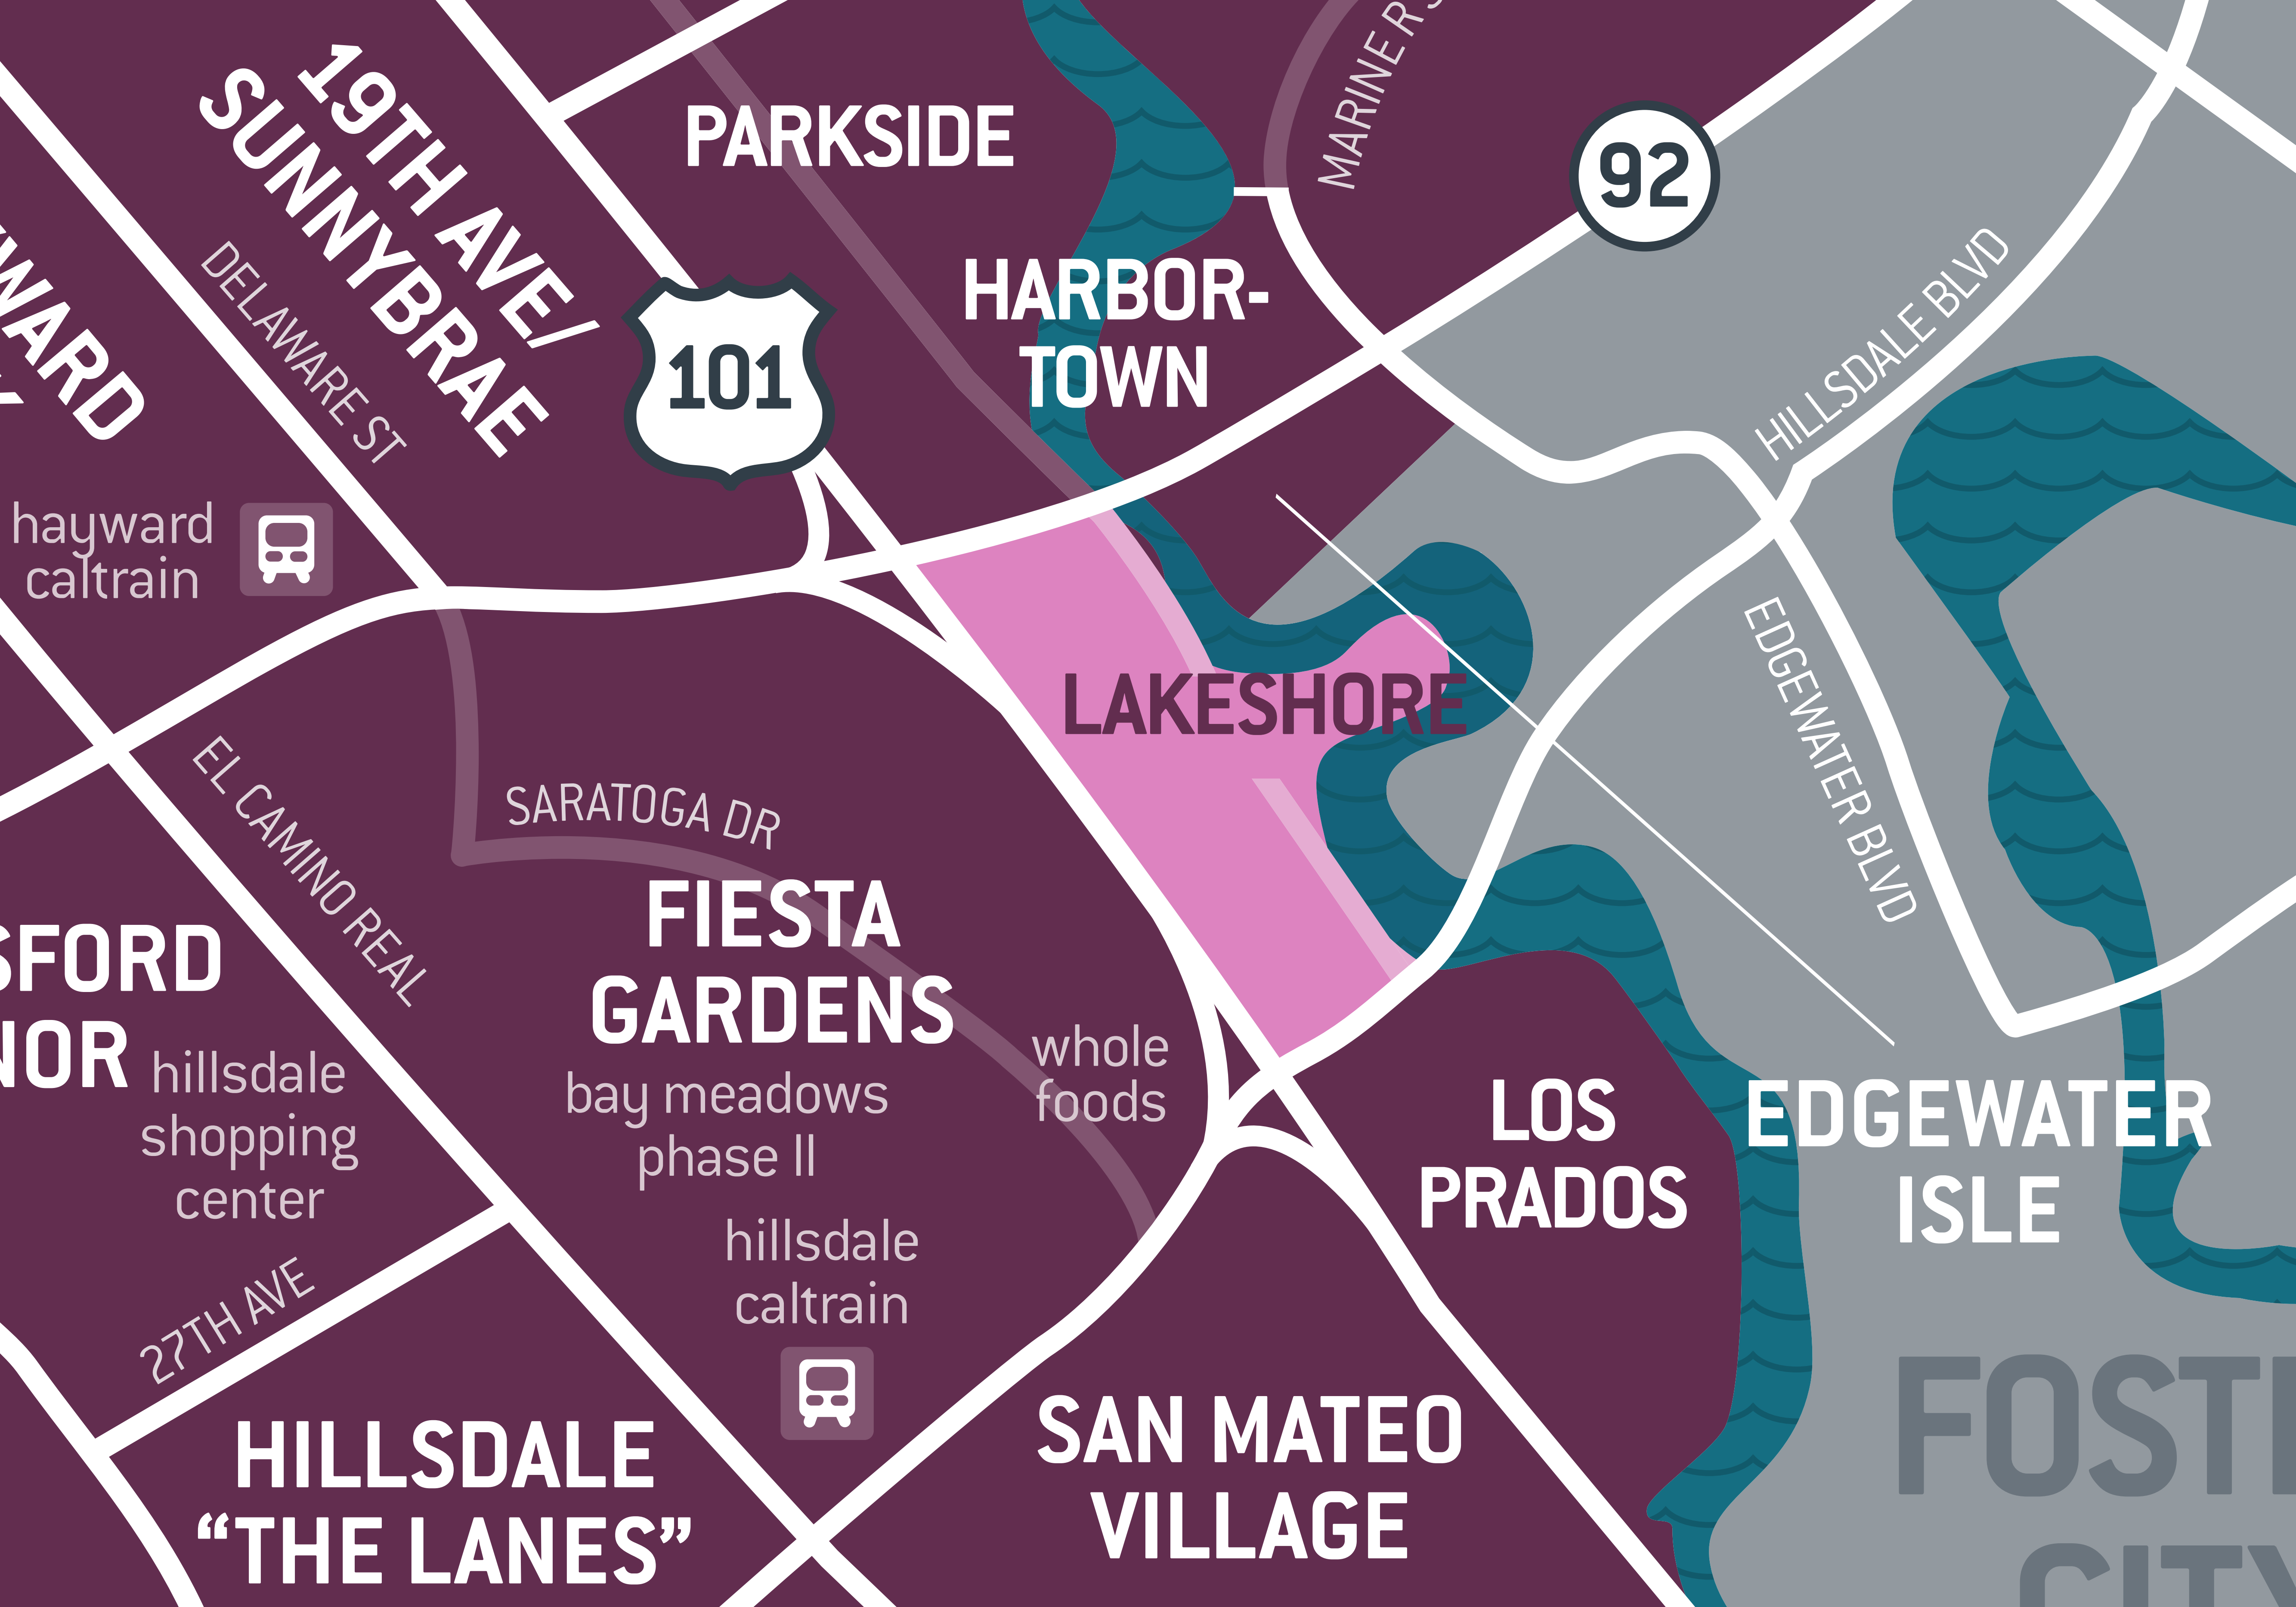 19TH AVE/
SUNNYBRAE
PARKSIDE
92
HARBOR-
TOWN
HILLSDALE BLVD
DELAWARE ST
101
hayward
caltrain
LAKESHORE
EDGEWATER BLVD
EL CAMINO REAL
SARATOGA DR
FIESTA
GARDENS
bay meadows
phase II
whole
foods
hillsdale
shopping
center
LOS
PRADOS
EDGEWATER
ISLE
hillsdale
caltrain
27TH AVE
HILLSDALE
“THE LANES”
SAN MATEO
VILLAGE
CITY